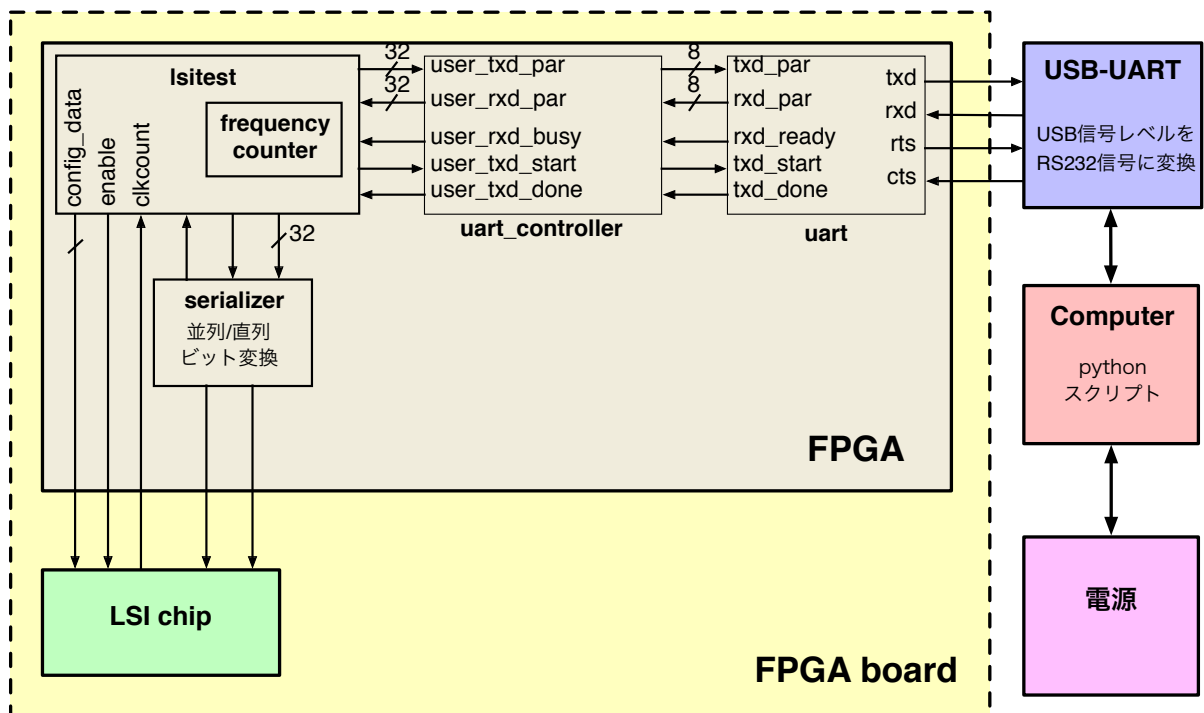 lsitest
frequency
counter
config_data
enable
clkcount
32
32
user_txd_par
user_rxd_par
user_rxd_busy
user_txd_start
user_txd_done
uart_controller
8
8
txd_par
rxd_par
rxd_ready
txd_start
txd_done
txd
rxd
rts
cts
uart
USB-UART
USB信号レベルを
RS232信号に変換
32
serializer
並列/直列
ビット変換
Computer
python
スクリプト
FPGA
LSI chip
電源
FPGA board